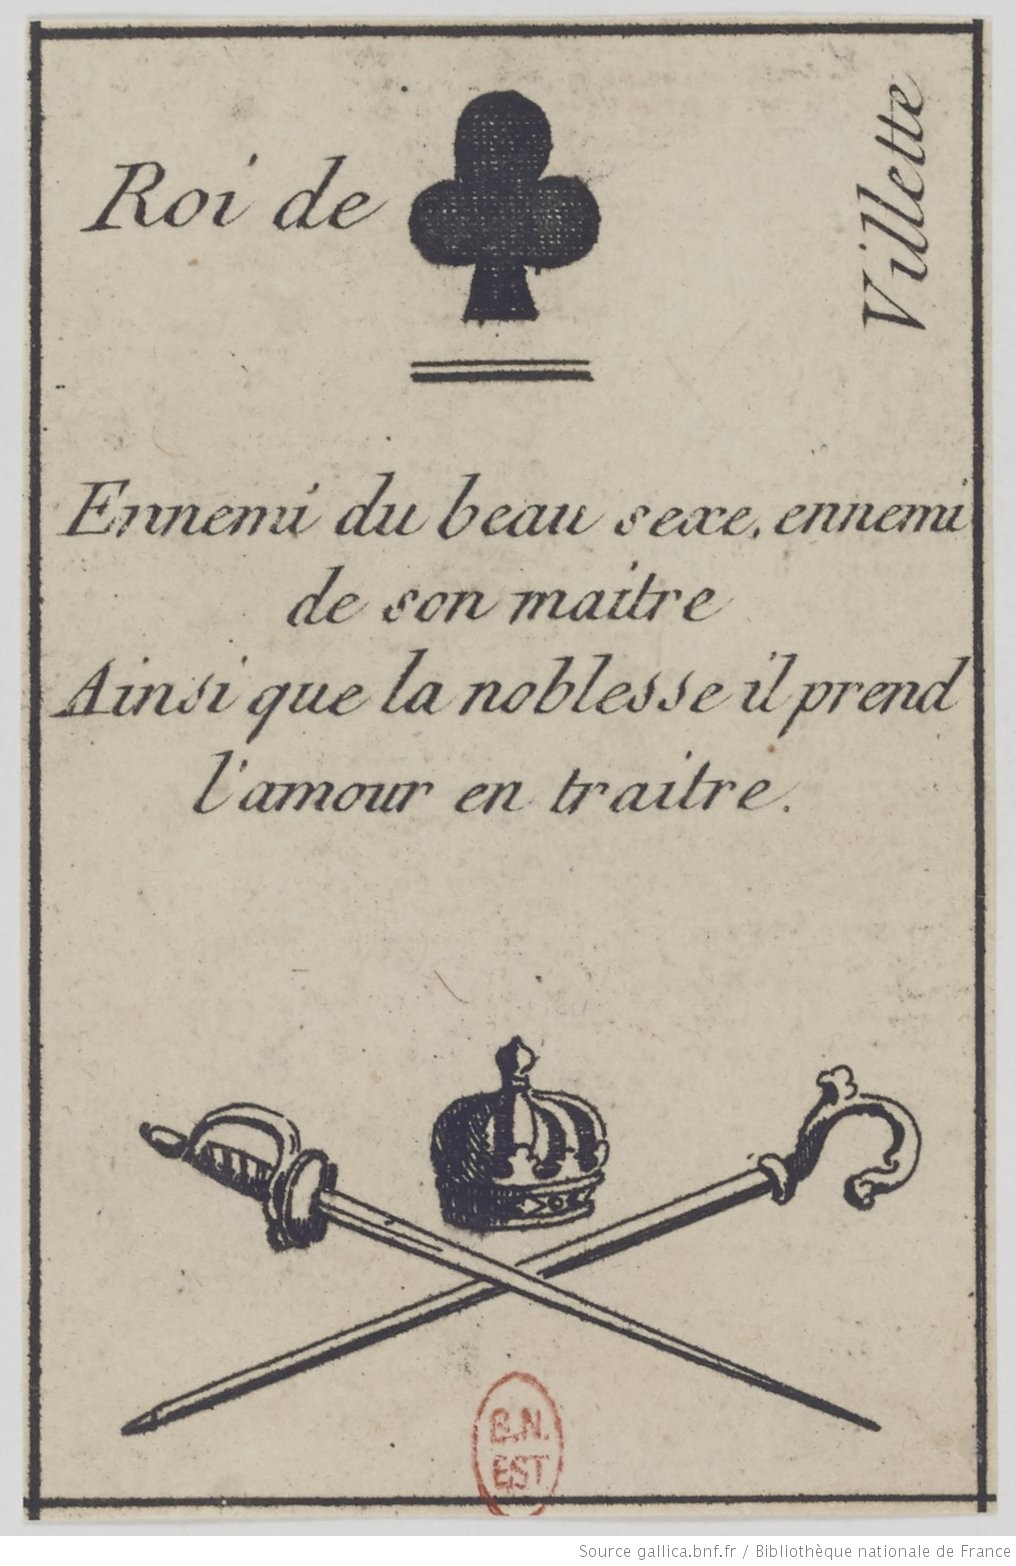 Roi de
Villette
Ennemi du beau sexe, ennemi
de son maitre
Ainsi que la noblesse il prend
l'amour en traitre.
B.N.
EST
Source gallica.bnf.fr / Bibliothèque nationale de France